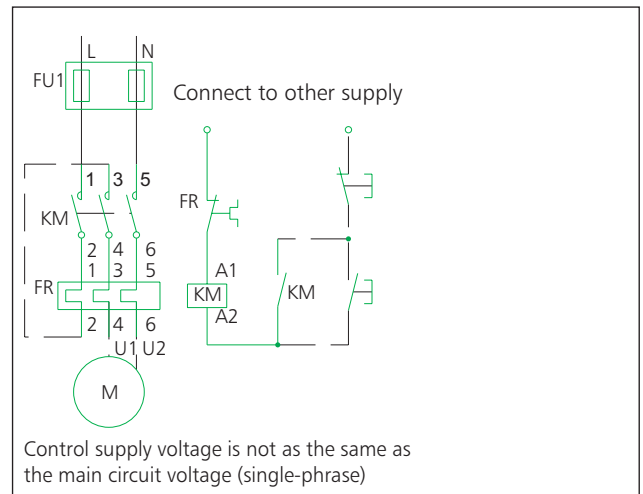 L N
FU1
Connect to other supply
1 3 5
KM
FR
2 4 6
1 3 5
A1
FR
KM
KM
A2
2 4 6
U1 U2
M
Control supply voltage is not as the same as
the main circuit voltage (single-phrase)